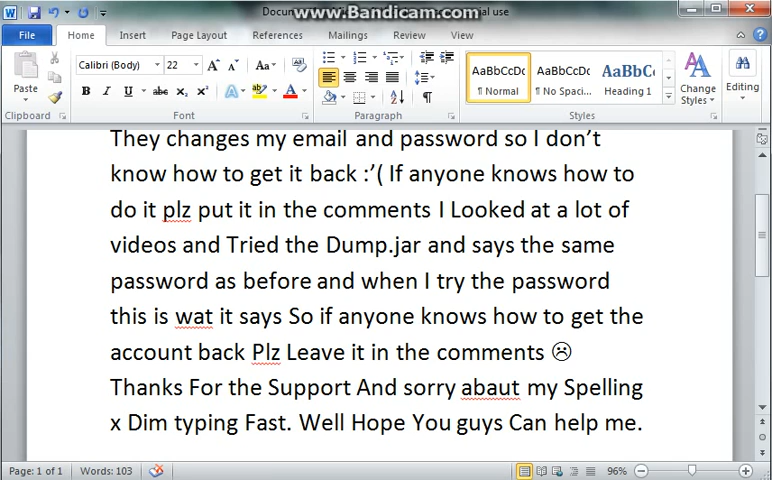 www.Bandicam.com
File Home Insert Page Layout References Mailings Review View
Calibri (Body) 22
Paste
B I U abc x₂ x² A
AaBbCcDc AaBbCcDc AaBbC
¶ Normal ¶ No Spaci... Heading 1
Change Styles
Editing
Clipboard Font Paragraph Styles
They changes my email and password so I don’t
know how to get it back :’( If anyone knows how to
do it plz put it in the comments I Looked at a lot of
videos and Tried the Dump.jar and says the same
password as before and when I try the password
this is wat it says So if anyone knows how to get the
account back Plz Leave it in the comments ☹
Thanks For the Support And sorry abaut my Spelling
x Dim typing Fast. Well Hope You guys Can help me.
Page: 1 of 1 Words: 103 96%